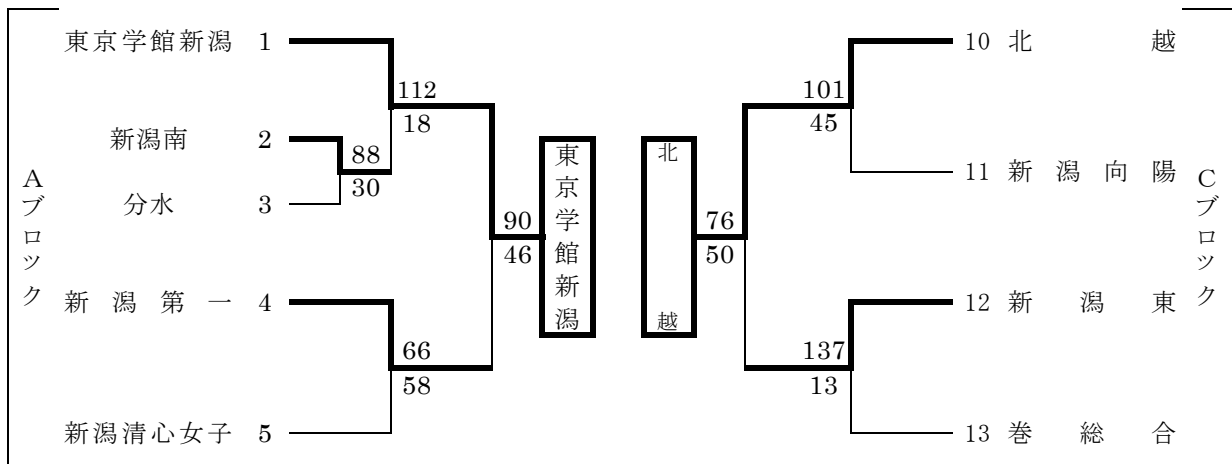 Aブロック
東京学館新潟 1
新潟南 2
分水 3
新潟第一 4
新潟清心女子 5
112
18
88
30
90
46
66
58
東京学館新潟
北越
76
50
101
45
137
13
10 北越
11 新潟向陽
12 新潟東
13 巻総合
Cブロック